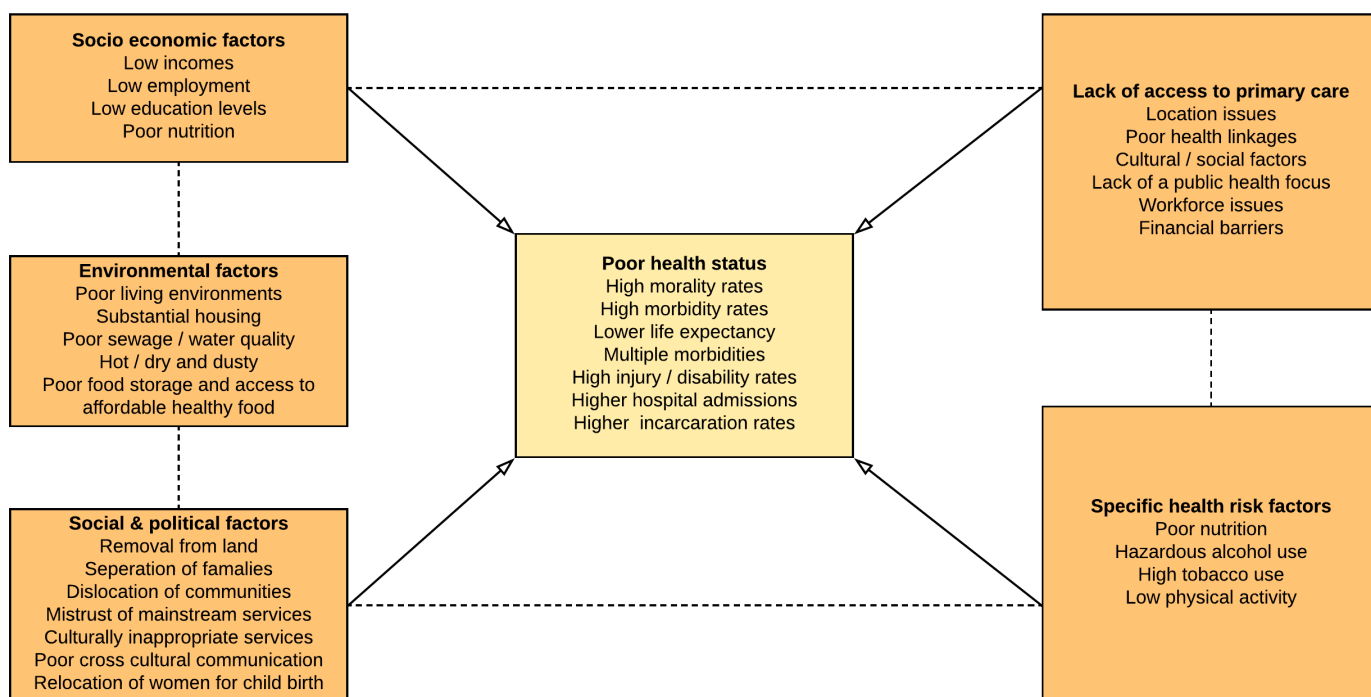 Socio economic factors
Low incomes
Low employment
Low education levels
Poor nutrition
Environmental factors
Poor living environments
Substantial housing
Poor sewage / water quality
Hot / dry and dusty
Poor food storage and access to
affordable healthy food
Social & political factors
Removal from land
Seperation of famalies
Dislocation of communities
Mistrust of mainstream services
Culturally inappropriate services
Poor cross cultural communication
Relocation of women for child birth
Poor health status
High morality rates
High morbidity rates
Lower life expectancy
Multiple morbidities
High injury / disability rates
Higher hospital admissions
Higher  incarcaration rates
Lack of access to primary care
Location issues
Poor health linkages
Cultural / social factors
Lack of a public health focus
Workforce issues
Financial barriers
Specific health risk factors
Poor nutrition
Hazardous alcohol use
High tobacco use
Low physical activity